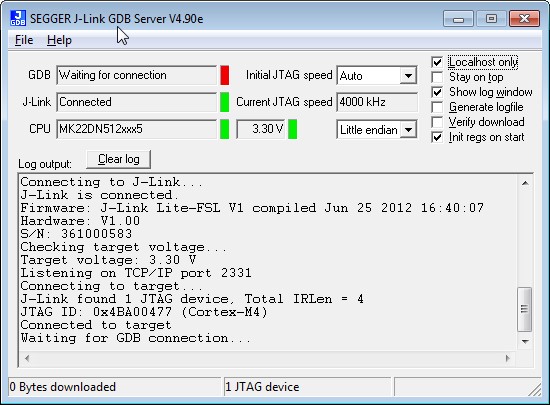 J GDB SEGGER J-Link GDB Server V4.90e
File Help
GDB Waiting for connection Initial JTAG speed Auto
J-Link Connected Current JTAG speed 4000 kHz
CPU MK22DN512xxx5 3.30 V Little endian
Localhost only
Stay on top
Show log window
Generate logfile
Verify download
Init regs on start
Log output: Clear log
Connecting to J-Link...
J-Link is connected.
Firmware: J-Link Lite-FSL V1 compiled Jun 25 2012 16:40:07
Hardware: V1.00
S/N: 361000583
Checking target voltage...
Target voltage: 3.30 V
Listening on TCP/IP port 2331
Connecting to target...
J-Link found 1 JTAG device, Total IRLen = 4
JTAG ID: 0x4BA00477 (Cortex-M4)
Connected to target
Waiting for GDB connection...
0 Bytes downloaded 1 JTAG device